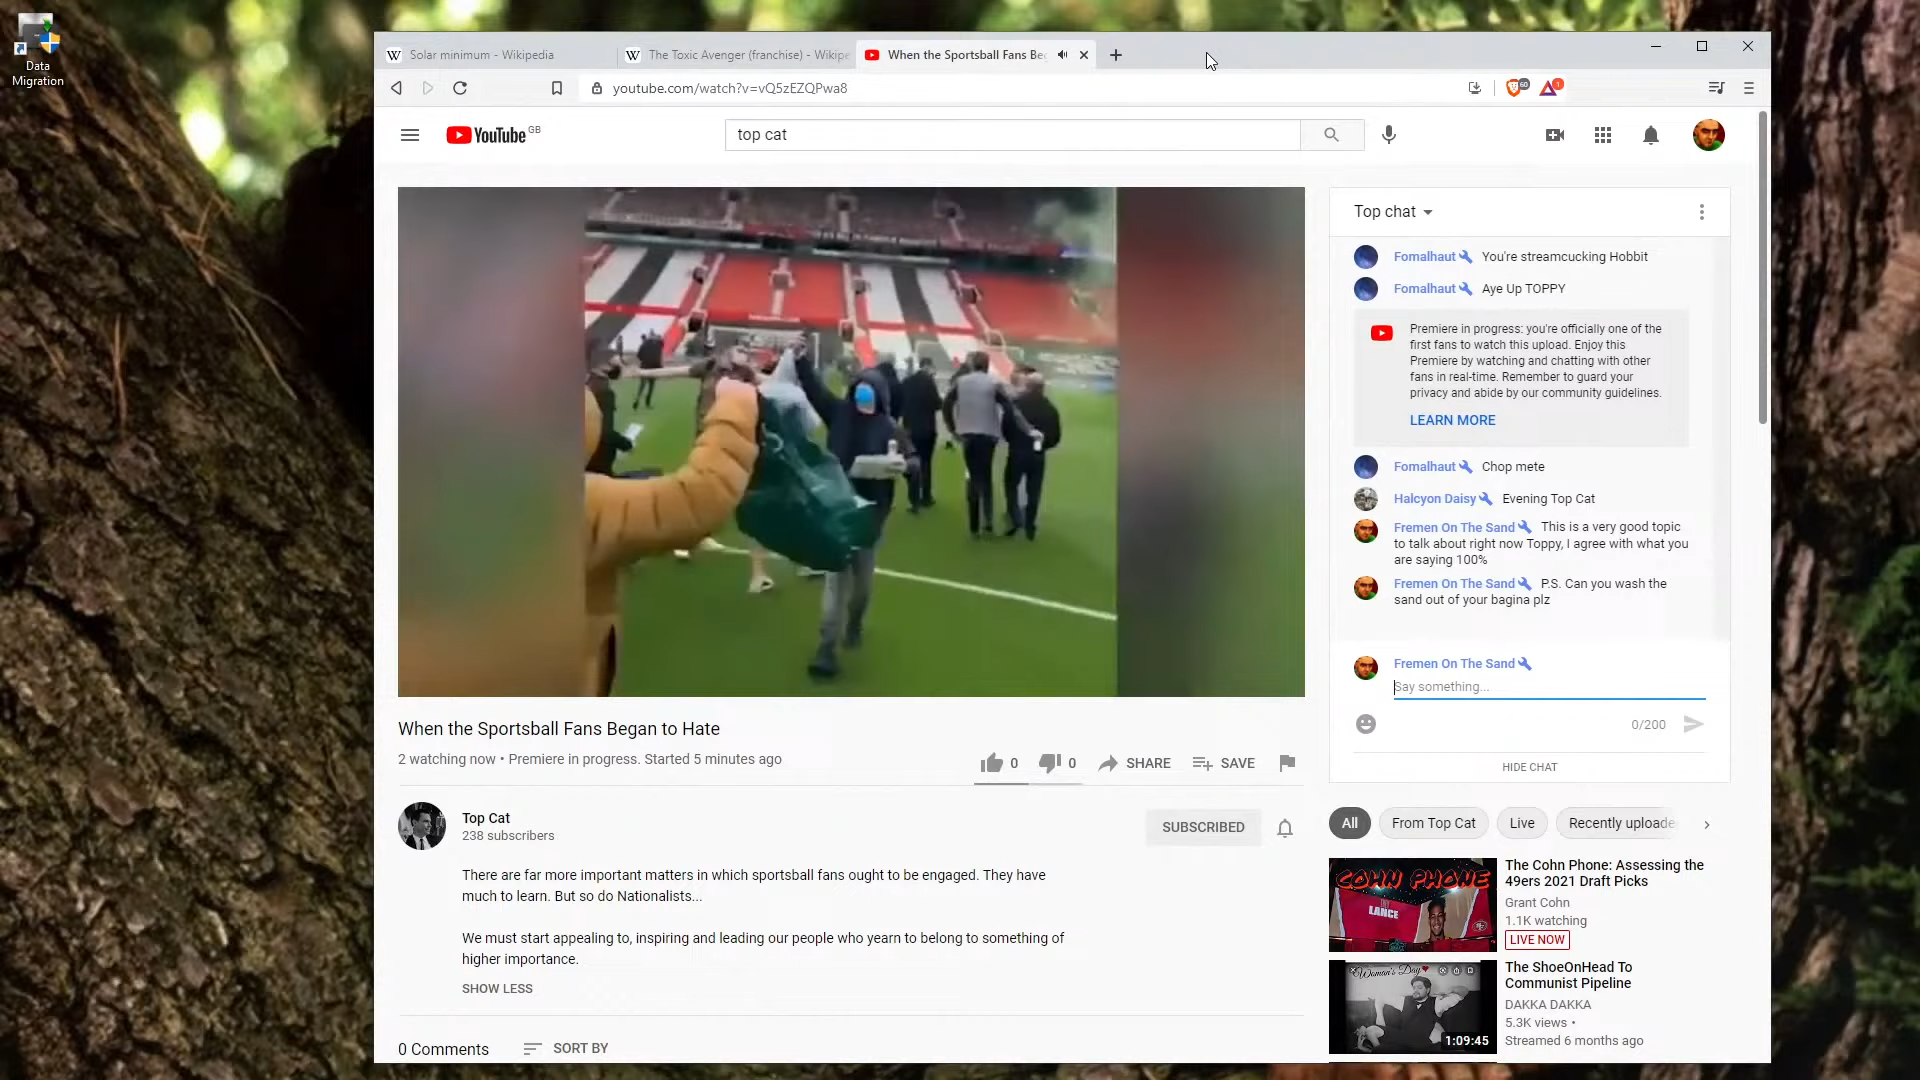 Data
Migration
Solar minimum - Wikipedia
The Toxic Avenger (franchise) - Wikipe
When the Sportsball Fans Be
youtube.com/watch?v=vQ5zEZQPwa8
YouTube GB
top cat
Top chat
Fomalhaut You're streamcucking Hobbit
Fomalhaut Aye Up TOPPY
Premiere in progress: you're officially one of the
first fans to watch this upload. Enjoy this
Premiere by watching and chatting with other
fans in real-time. Remember to guard your
privacy and abide by our community guidelines.
LEARN MORE
Fomalhaut Chop mete
Halcyon Daisy Evening Top Cat
Fremen On The Sand This is a very good topic
to talk about right now Toppy, I agree with what you
are saying 100%
Fremen On The Sand P.S. Can you wash the
sand out of your bagina plz
Fremen On The Sand
Say something...
0/200
HIDE CHAT
When the Sportsball Fans Began to Hate
2 watching now • Premiere in progress. Started 5 minutes ago
0 0 SHARE SAVE
Top Cat
238 subscribers
SUBSCRIBED
There are far more important matters in which sportsball fans ought to be engaged. They have
much to learn. But so do Nationalists...
We must start appealing to, inspiring and leading our people who yearn to belong to something of
higher importance.
SHOW LESS
0 Comments SORT BY
All From Top Cat Live Recently uploade
COHN PHONE
LANCE
The Cohn Phone: Assessing the
49ers 2021 Draft Picks
Grant Cohn
1.1K watching
LIVE NOW
Woman's Day
1:09:45
The ShoeOnHead To
Communist Pipeline
DAKKA DAKKA
5.3K views •
Streamed 6 months ago